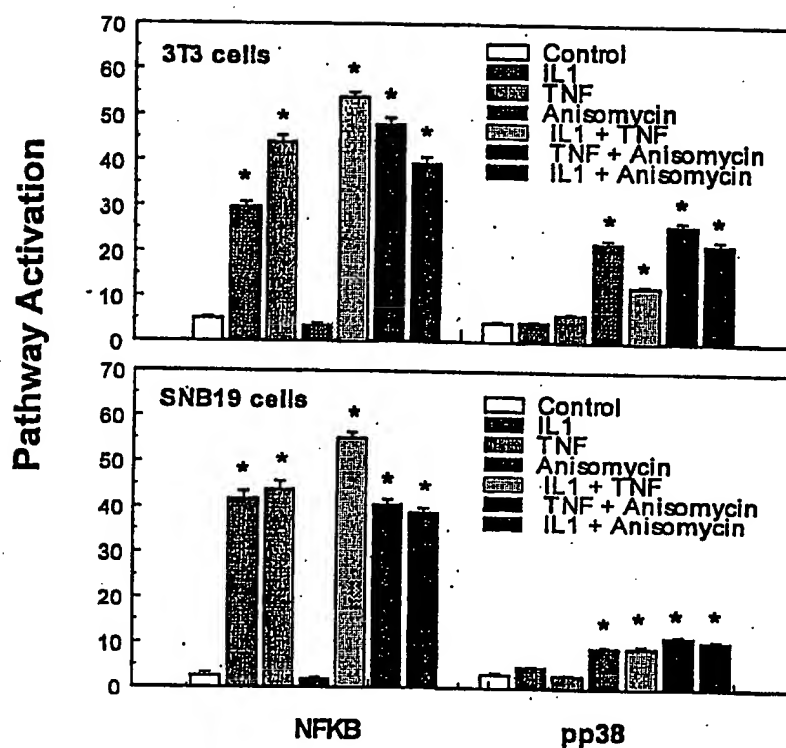 Pathway Activation
70
60
50
40
30
20
10
0
3T3 cells
*
*
*
*
*
*
*
*
*
Control
IL1
TNF
Anisomycin
IL1 + TNF
TNF + Anisomycin
IL1 + Anisomycin
70
60
50
40
30
20
10
0
SNB19 cells
*
*
*
*
*
*
*
*
*
Control
IL1
TNF
Anisomycin
IL1 + TNF
TNF + Anisomycin
IL1 + Anisomycin
NFKB
pp38